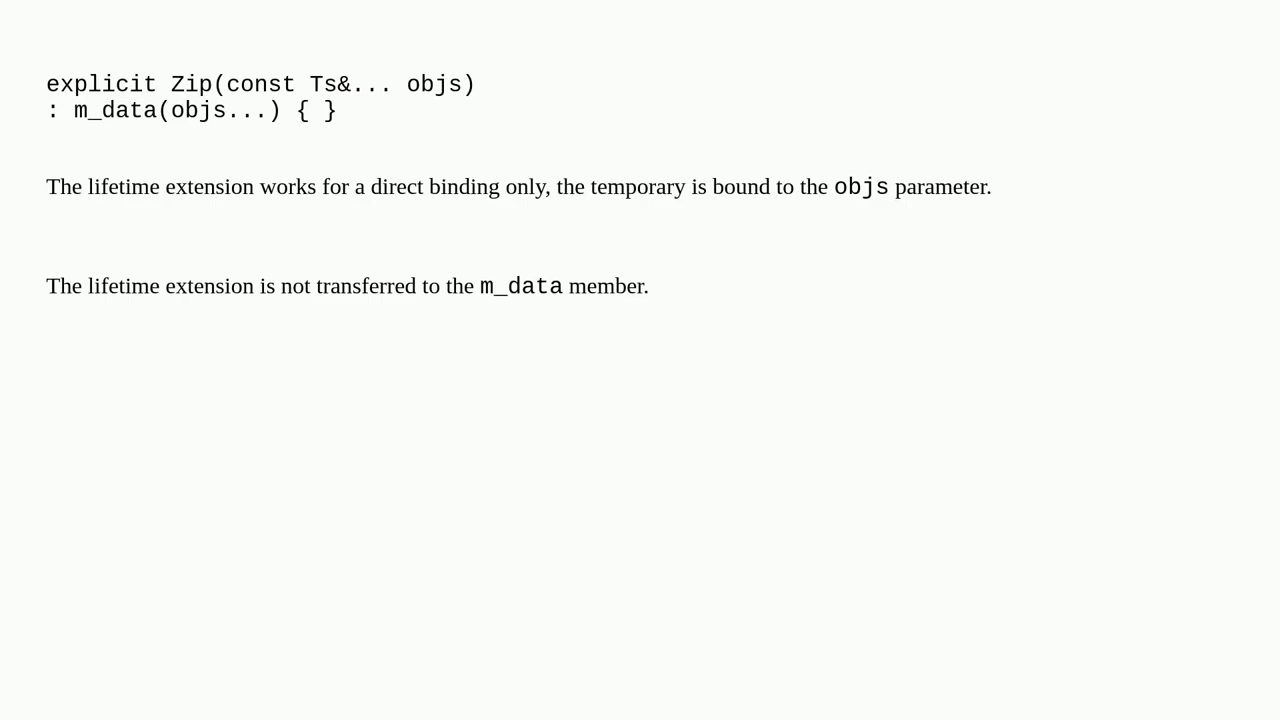 explicit Zip(const Ts&... objs)
: m_data(objs...) { }
The lifetime extension works for a direct binding only, the temporary is bound to the objs parameter.
The lifetime extension is not transferred to the m_data member.